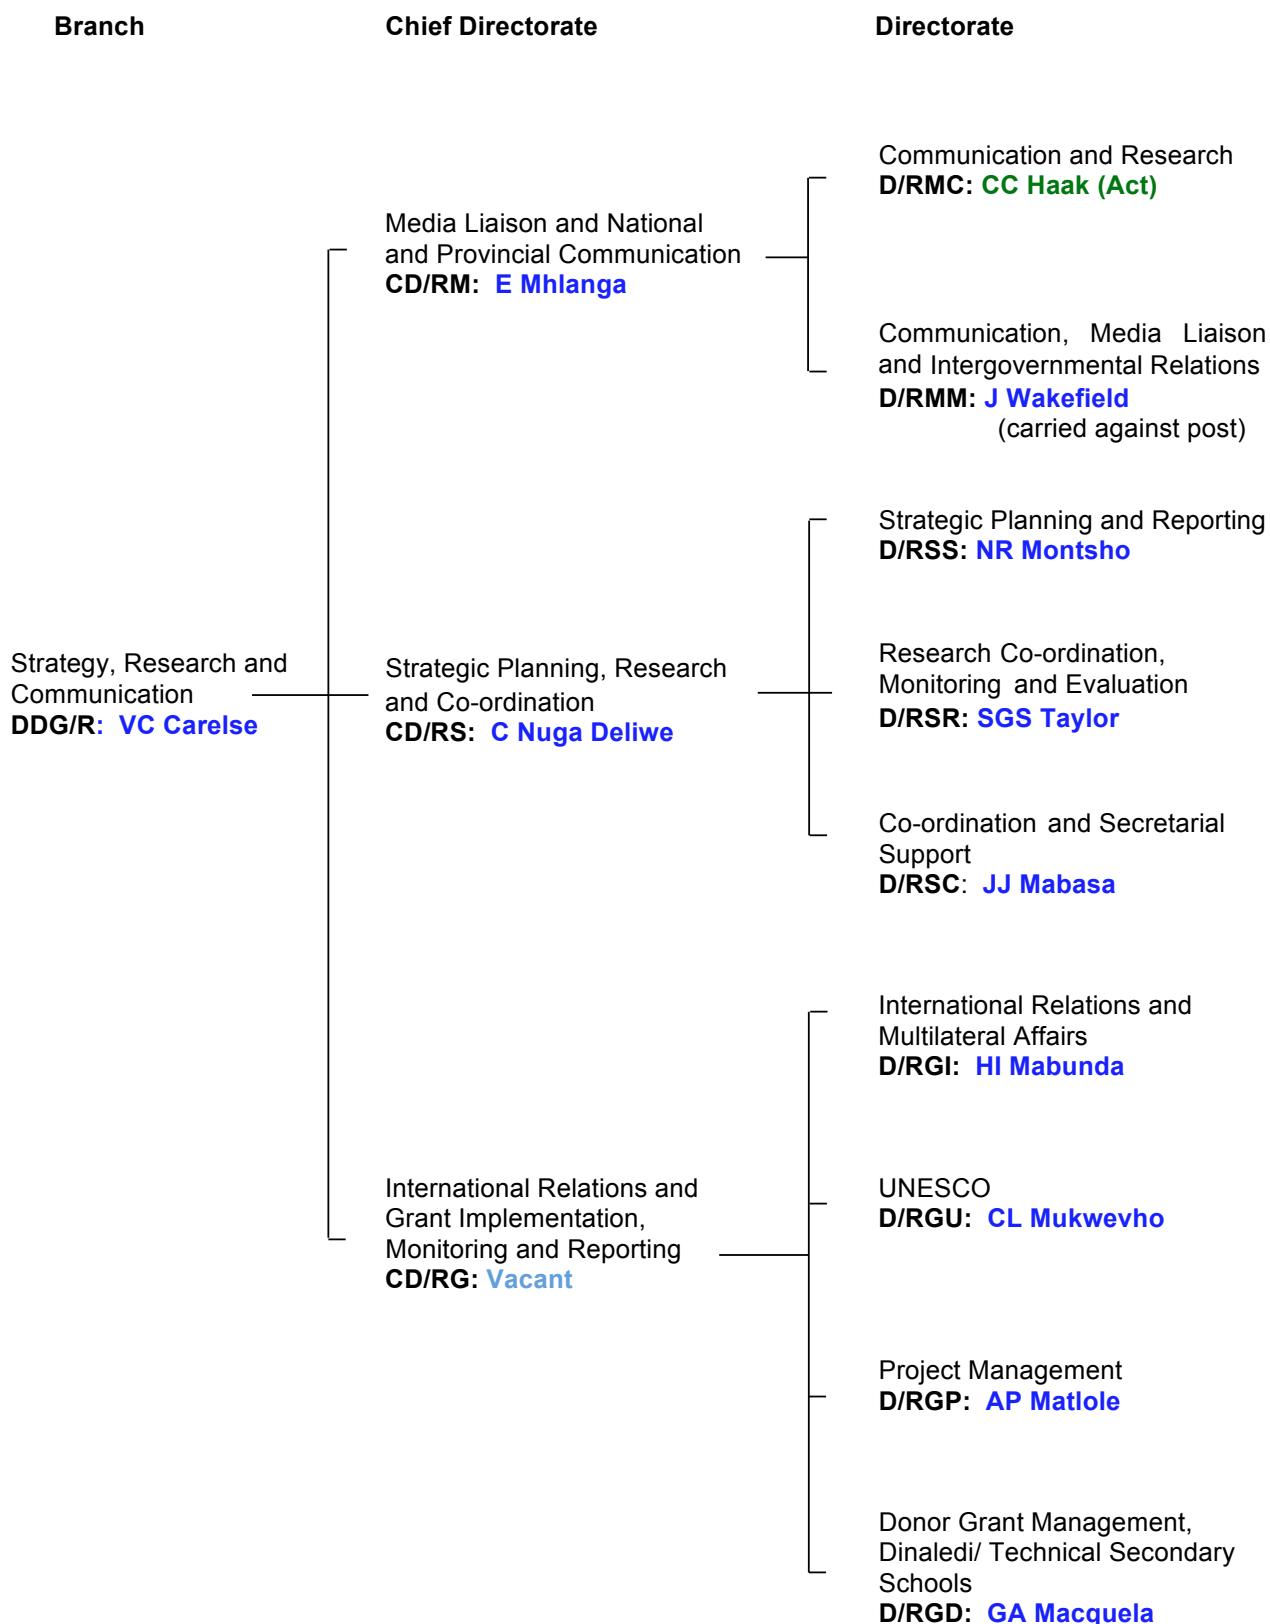 Branch
Chief Directorate
Directorate
Communication and Research
D/RMC: CC Haak (Act)
Media Liaison and National
and Provincial Communication
CD/RM: E Mhlanga
Communication, Media Liaison
and Intergovernmental Relations
D/RMM: J Wakefield
(carried against post)
Strategic Planning and Reporting
D/RSS: NR Montsho
Strategy, Research and
Communication
DDG/R: VC Carelse
Strategic Planning, Research
and Co-ordination
CD/RS: C Nuga Deliwe
Research Co-ordination,
Monitoring and Evaluation
D/RSR: SGS Taylor
Co-ordination and Secretarial
Support
D/RSC: JJ Mabasa
International Relations and
Multilateral Affairs
D/RGI: HI Mabunda
International Relations and
Grant Implementation,
Monitoring and Reporting
CD/RG: Vacant
UNESCO
D/RGU: CL Mukwevho
Project Management
D/RGP: AP Matlole
Donor Grant Management,
Dinaledi/ Technical Secondary
Schools
D/RGD: GA Macquela